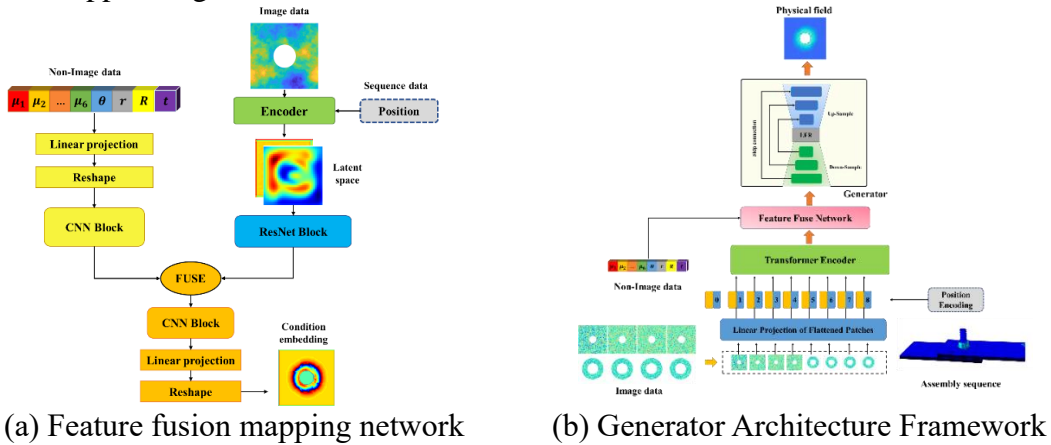 Image data
Non-Image data
μ1 μ2 ... μ6 θ r R t
Sequence data
Encoder
Position
Linear projection
Reshape
Latent
space
CNN Block
ResNet Block
FUSE
CNN Block
Linear projection
Reshape
Condition
embedding
(a) Feature fusion mapping network
Physical field
skip connection
Up-Sample
LFR
Down-Sample
Generator
Feature Fuse Network
Transformer Encoder
Non-Image data
0 1 2 3 4 5 6 7 8
Position
Encoding
Linear Projection of Flattened Patches
Image data
Assembly sequence
(b) Generator Architecture Framework